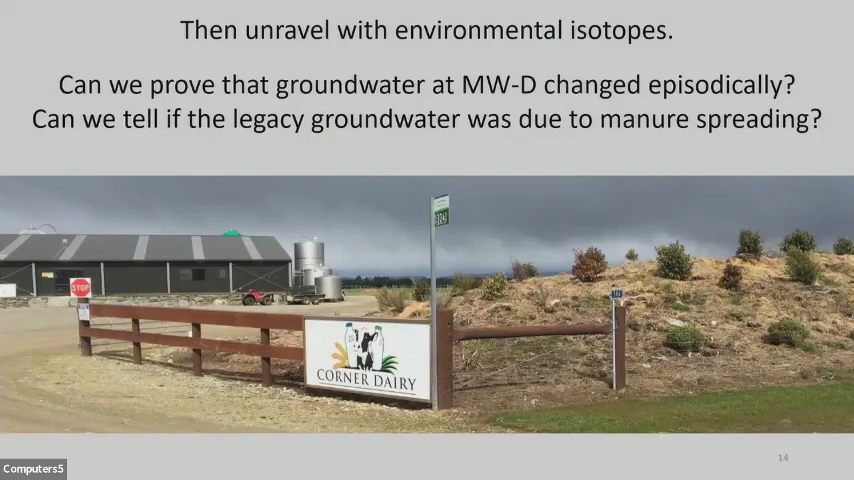 Then unravel with environmental isotopes.
Can we prove that groundwater at MW-D changed episodically?
Can we tell if the legacy groundwater was due to manure spreading?
STOP
CORNER DAIRY
14
Computers5